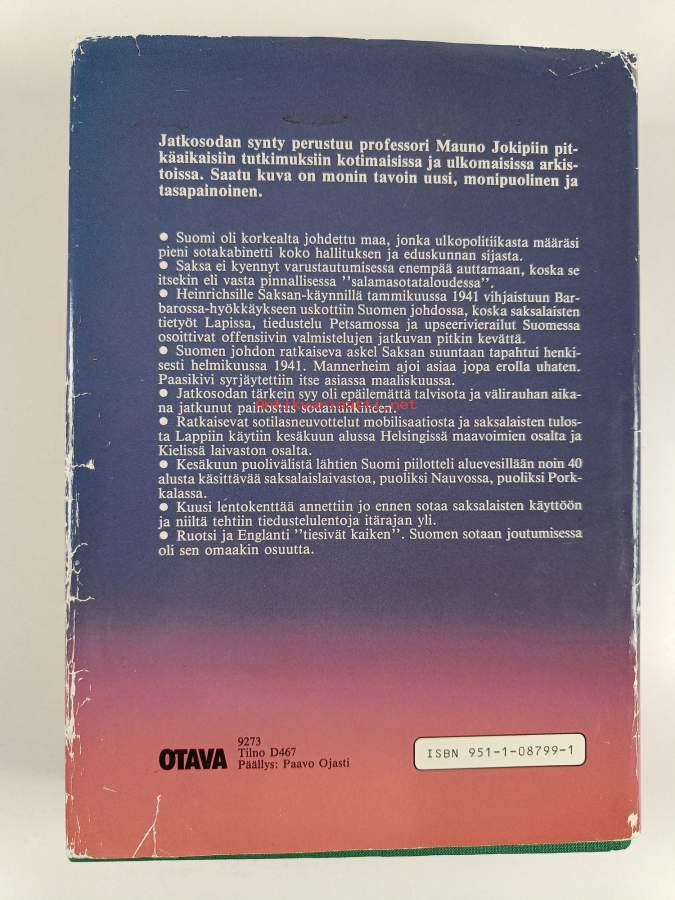 Jatkosodan synty perustuu professori Mauno Jokipiin pit-
käaikaisiin tutkimuksiin kotimaisissa ja ulkomaisissa arkis-
toissa. Saatu kuva on monin tavoin uusi, monipuolinen ja
tasapainoinen.
● Suomi oli korkealta johdettu maa, jonka ulkopolitiikasta määräsi
pieni sotakabinetti koko hallituksen ja eduskunnan sijasta.
● Saksa ei kyennyt varustautumisessa enempää auttamaan, koska se
itsekin eli vasta pinnallisessa "salamasotataloudessa".
● Heinrichsille Saksan-käynnillä tammikuussa 1941 vihjaistuun Bar-
barossa-hyökkäykseen uskottiin Suomen johdossa, koska saksalaisten
tietyöt Lapissa, tiedustelu Petsamossa ja upseerivierailut Suomessa
osoittivat offensiivin valmistelujen jatkuvan pitkin kevättä.
● Suomen johdon ratkaiseva askel Saksan suuntaan tapahtui henki-
sesti helmikuussa 1941. Mannerheim ajoi asiaa jopa erolla uhaten.
Paasikivi syrjäytettiin itse asiassa maaliskuussa.
● Jatkosodan tärkein syy oli epäilemättä talvisota ja välirauhan aika-
na jatkunut painostus sodan uhkineen.
Antikvariaatti.net
● Ratkaisevat sotilasneuvottelut mobilisaatiosta ja saksalaisten tulos-
ta Lappiin käytiin kesäkuun alussa Helsingissä maavoimien osalta ja
Kielissä laivaston osalta.
● Kesäkuun puolivälistä lähtien Suomi piilotteli aluevesillään noin 40
alusta käsittävää saksalaislaivastoa, puoliksi Nauvossa, puoliksi Pork-
kalassa.
● Kuusi lentokenttää annettiin jo ennen sotaa saksalaisten käyttöön
ja niiltä tehtiin tiedustelulentoja itärajan yli.
● Ruotsi ja Englanti "tiesivät kaiken". Suomen sotaan joutumisessa
oli sen omaakin osuutta.
OTAVA
9273
Tilno D467
Päällys: Paavo Ojasti
ISBN 951-1-08799-1